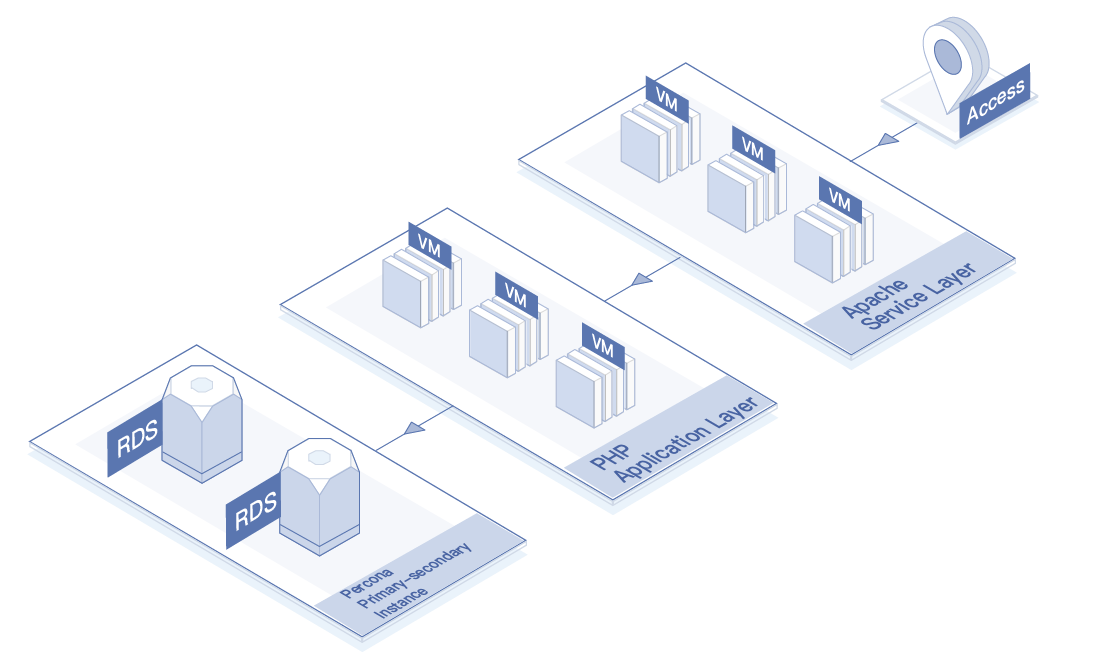 Access
VM
VM
VM
Apache
Service Layer
VM
VM
VM
PHP
Application Layer
RDS
RDS
Percona
Primary-secondary
Instance